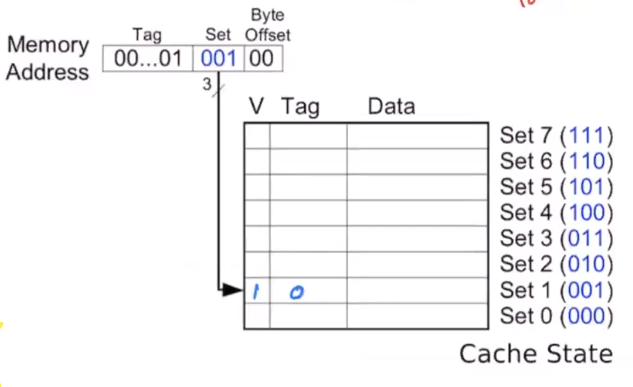 Byte
Tag Set Offset
Memory Address
00...01 001 00
3
V Tag Data
Set 7 (111)
Set 6 (110)
Set 5 (101)
Set 4 (100)
Set 3 (011)
Set 2 (010)
1 0 Set 1 (001)
Set 0 (000)
Cache State